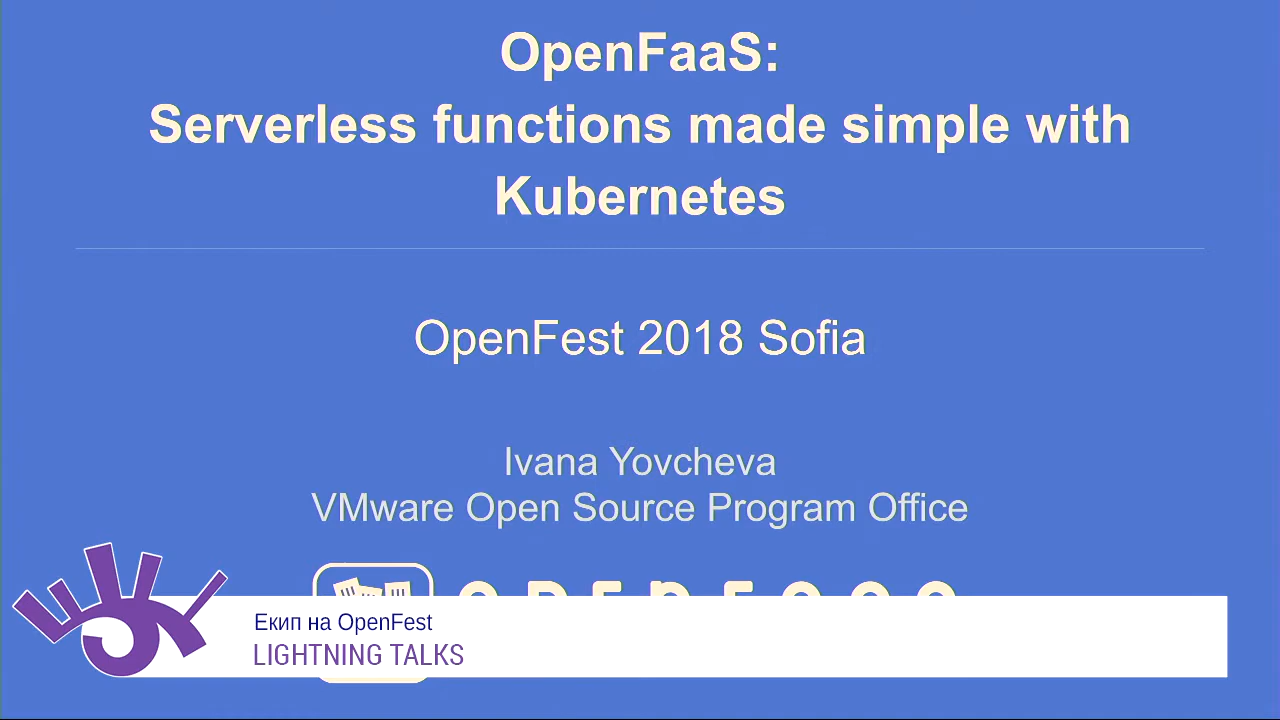 OpenFaaS:
Serverless functions made simple with
Kubernetes
OpenFest 2018 Sofia
Ivana Yovcheva
VMware Open Source Program Office
Екип на OpenFest
LIGHTNING TALKS